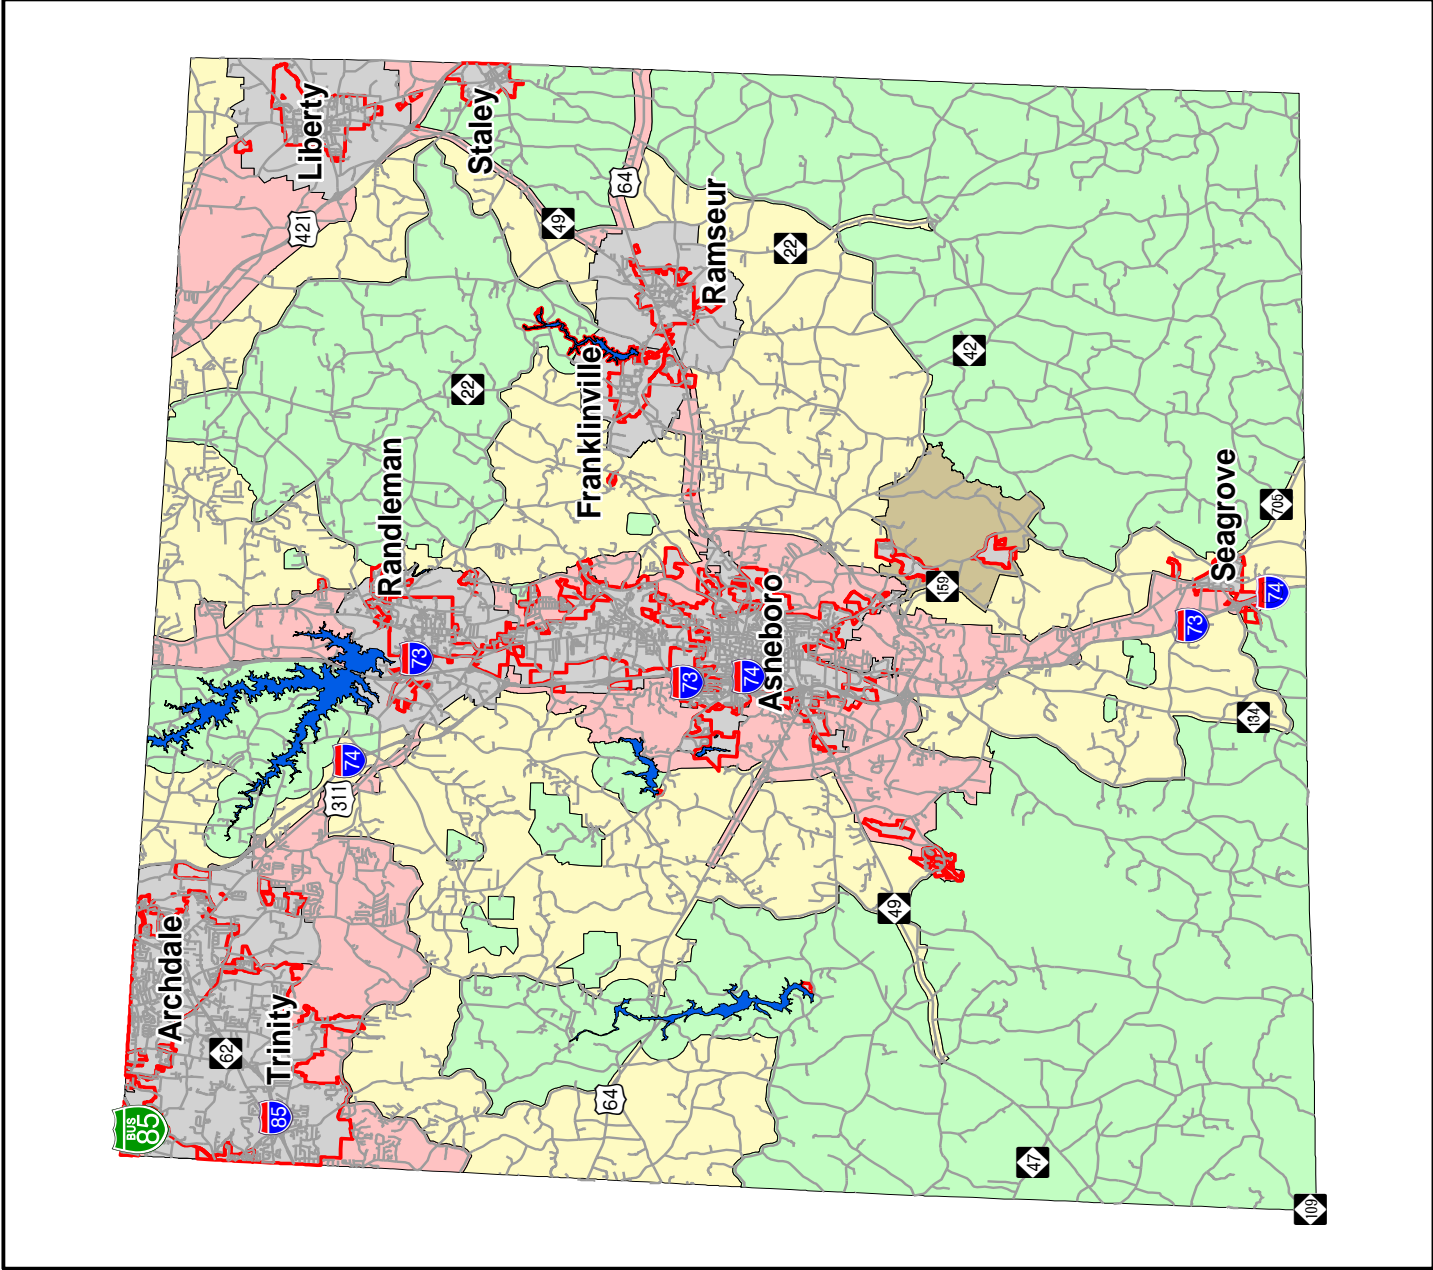 BUS
85
Archdale
62
Trinity
85
421
Liberty
311
74
Randleman
73
22
Staley
49
Franklinville
64
64
73
Ramseur
74
Asheboro
22
49
159
42
47
73
Seagrove
134
74
705
109